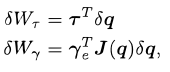 δW_τ = τ^T δq
δW_γ = γ_e^T J(q)δq,